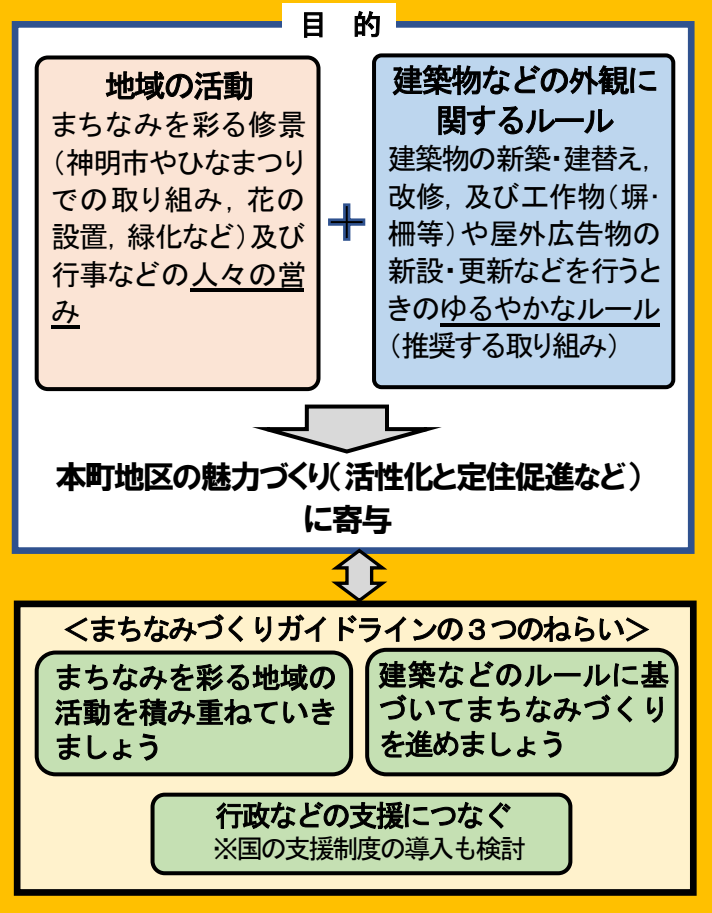 目　的
地域の活動
まちなみを彩る修景
（神明市やひなまつり
での取り組み，花の
設置，緑化など）及び
行事などの人々の営
み
＋
建築物などの外観に
関するルール
建築物の新築・建替え，
改修，及び工作物（塀・
柵等）や屋外広告物の
新設・更新などを行うと
きのゆるやかなルール
（推奨する取り組み）
本町地区の魅力づくり（活性化と定住促進など）
に寄与
＜まちなみづくりガイドラインの３つのねらい＞
まちなみを彩る地域の
活動を積み重ねていき
ましょう
建築などのルールに基
づいてまちなみづくり
を進めましょう
行政などの支援につなぐ
※国の支援制度の導入も検討